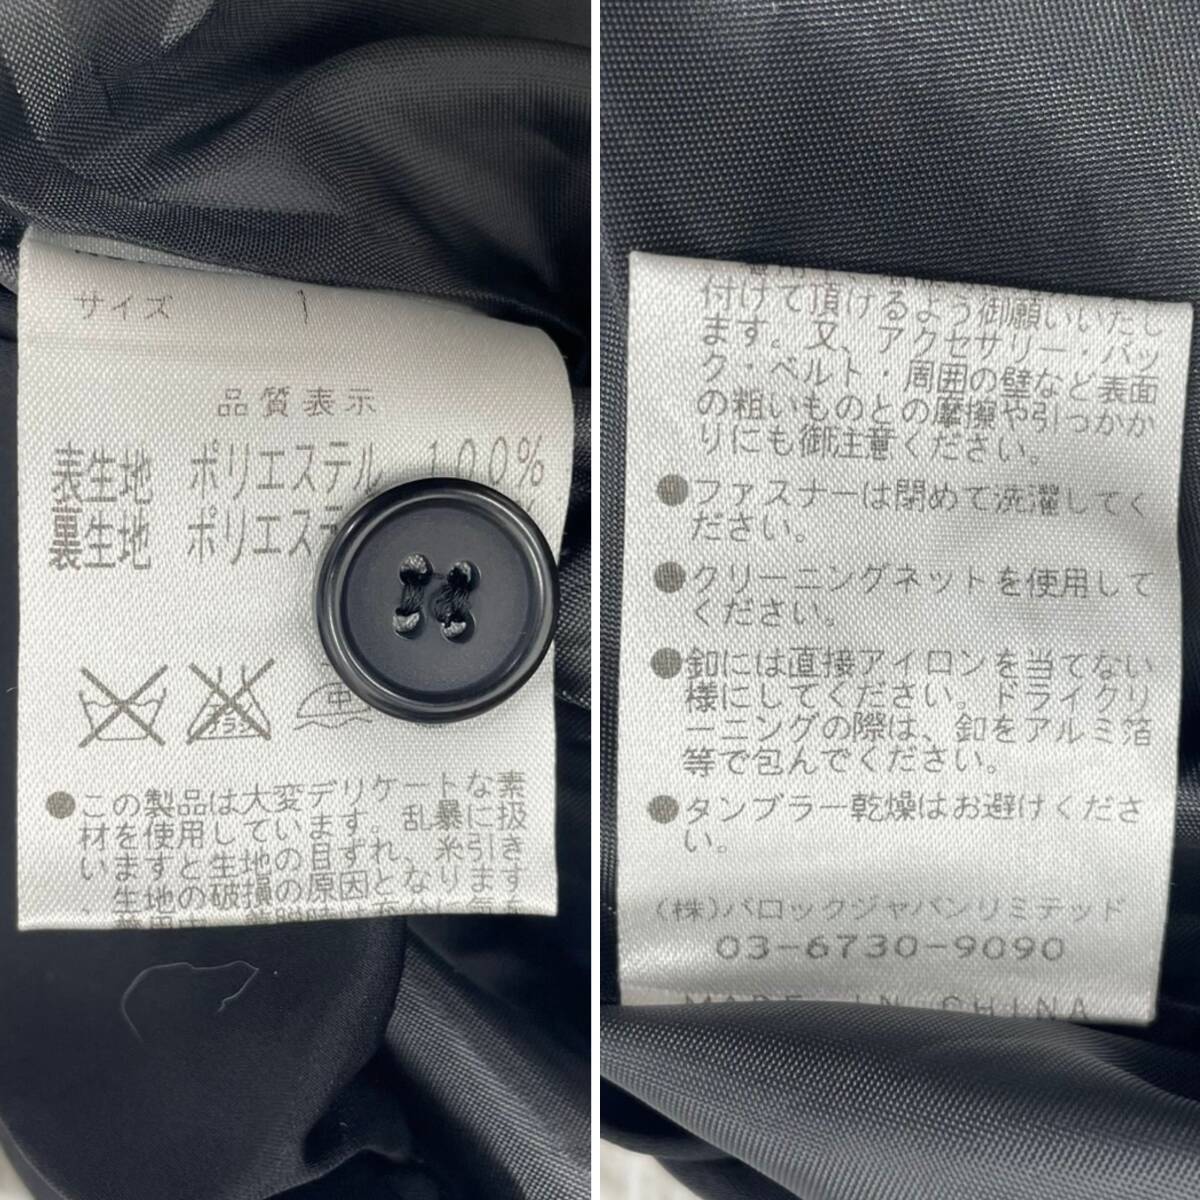 サイズ 1
品質表示
表生地 ポリエステル 100%
裏生地 ポリエステ
エンソサラシ
中
●この製品は大変デリケートな素
材を使用しています。乱暴に扱
いますと生地の目ずれ、糸引き
、生地の破損の原因となりま
付けて頂けるよう御願いいたし
ます。又、アクセサリー・バッ
ク・ベルト・周囲の壁など表面
の粗いものとの摩擦や引っかか
りにも御注意ください。
●ファスナーは閉めて洗濯してく
ださい。
●クリーニングネットを使用して
ください。
●釦には直接アイロンを当てない
様にしてください。ドライクリ
ーニングの際は、釦をアルミ箔
等で包んでください。
●タンブラー乾燥はお避けくださ
い。
(株)バロックジャパンリミテッド
03-6730-9090
MADE IN CHINA